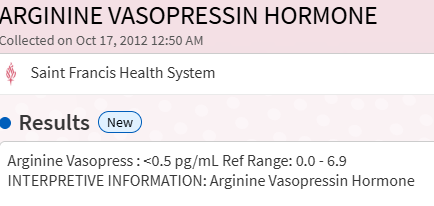 ARGININE VASOPRESSIN HORMONE
Collected on Oct 17, 2012 12:50 AM
Saint Francis Health System
Results New
Arginine Vasopress : <0.5 pg/mL Ref Range: 0.0 - 6.9
INTERPRETIVE INFORMATION: Arginine Vasopressin Hormone